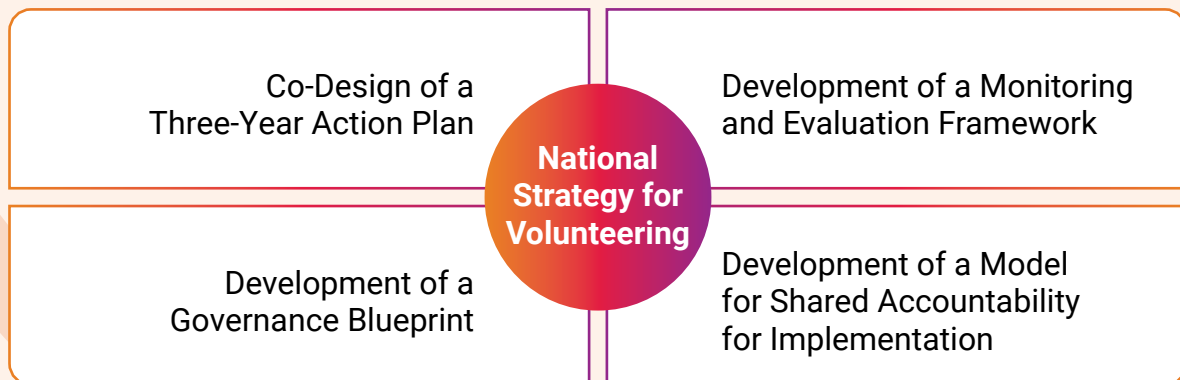 Co-Design of a
Three-Year Action Plan
Development of a Monitoring
and Evaluation Framework
National
Strategy for
Volunteering
Development of a
Governance Blueprint
Development of a Model
for Shared Accountability
for Implementation